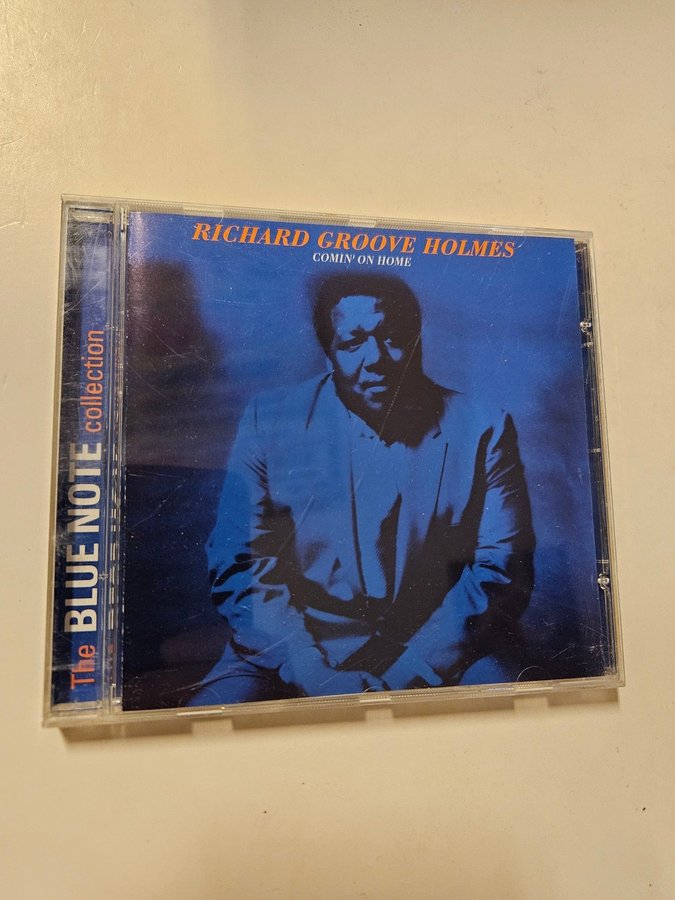 RICHARD GROOVE HOLMES
COMIN' ON HOME
The BLUE NOTE collection